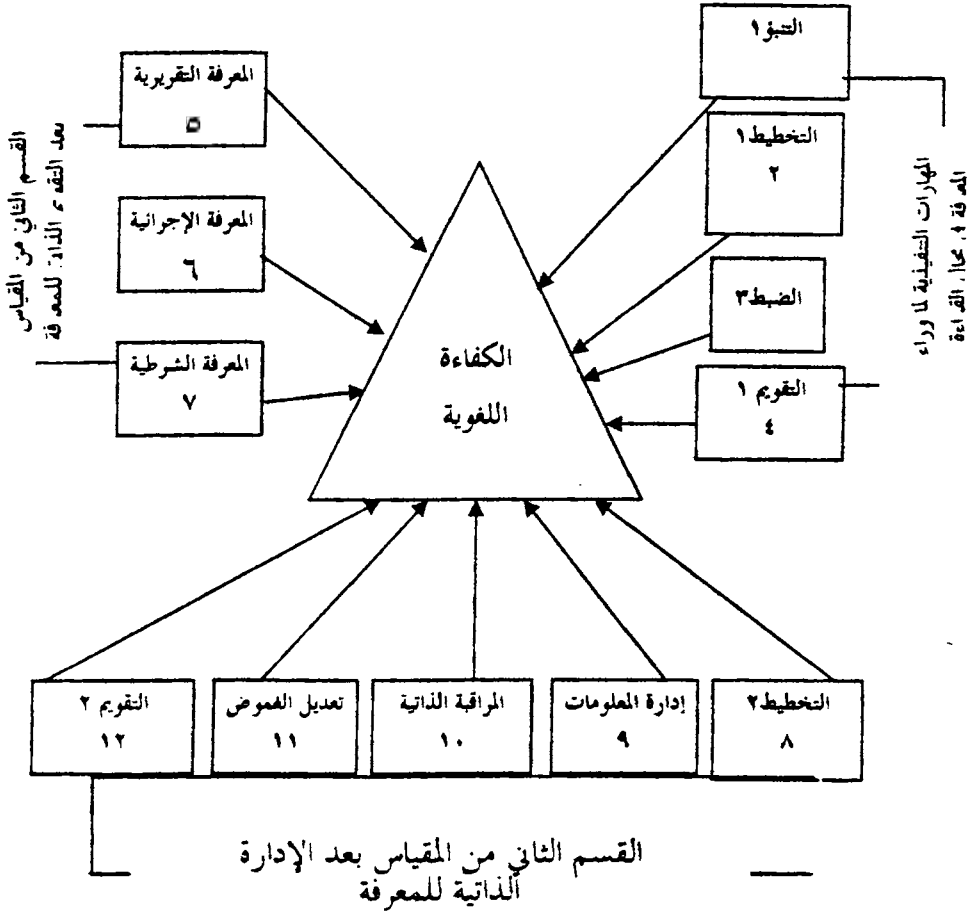 التنبؤ ١
التخطيط ١
٢
الضبط ٣
التقويم ١
٤
المهارات التنفيذية لما وراء
المعرفة في مجال القراءة
المعرفة التقريرية
٥
المعرفة الإجرائية
٦
المعرفة الشرطية
٧
القسم الثاني من المقياس
بعد التقويم الذاتي للمعرفة
الكفاءة
اللغوية
التخطيط ٢
٨
إدارة المعلومات
٩
المراقبة الذاتية
١٠
تعديل الغموض
١١
التقويم ٢
١٢
القسم الثاني من المقياس بعد الإدارة
الذاتية للمعرفة